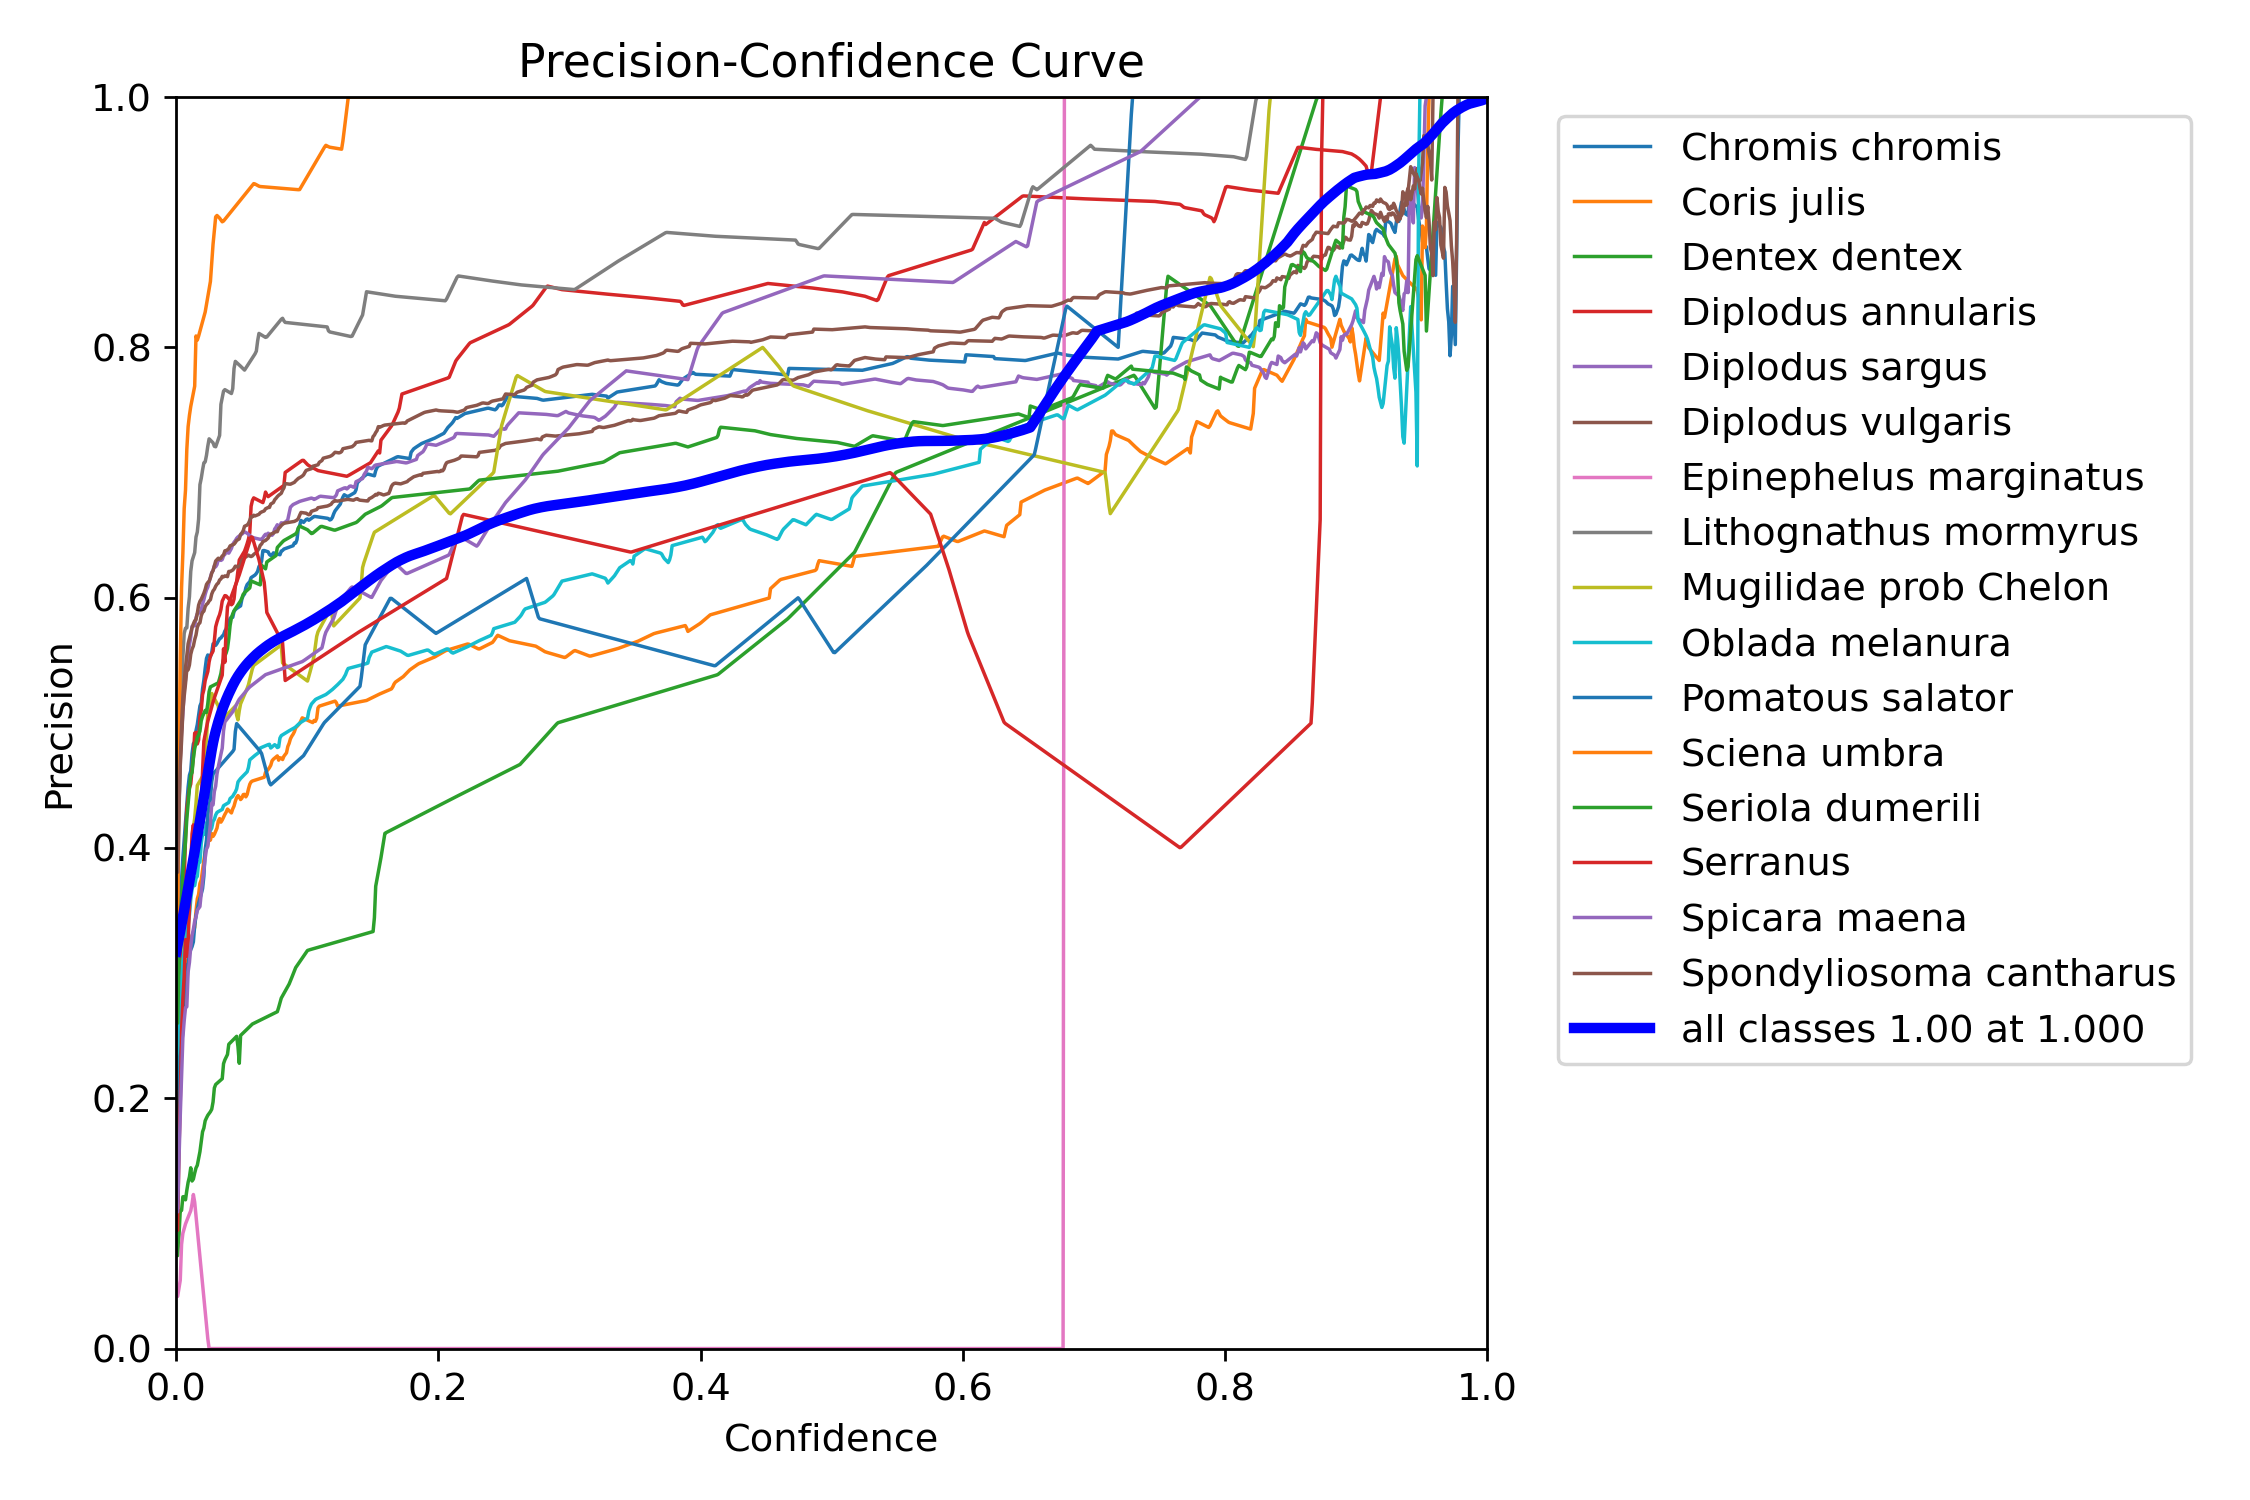 Precision-Confidence Curve
1.0
0.8
0.6
0.4
0.2
0.0
Precision
0.0 0.2 0.4 0.6 0.8 1.0
Confidence
Chromis chromis
Coris julis
Dentex dentex
Diplodus annularis
Diplodus sargus
Diplodus vulgaris
Epinephelus marginatus
Lithognathus mormyrus
Mugilidae prob Chelon
Oblada melanura
Pomatous salator
Sciena umbra
Seriola dumerili
Serranus
Spicara maena
Spondyliosoma cantharus
all classes 1.00 at 1.000